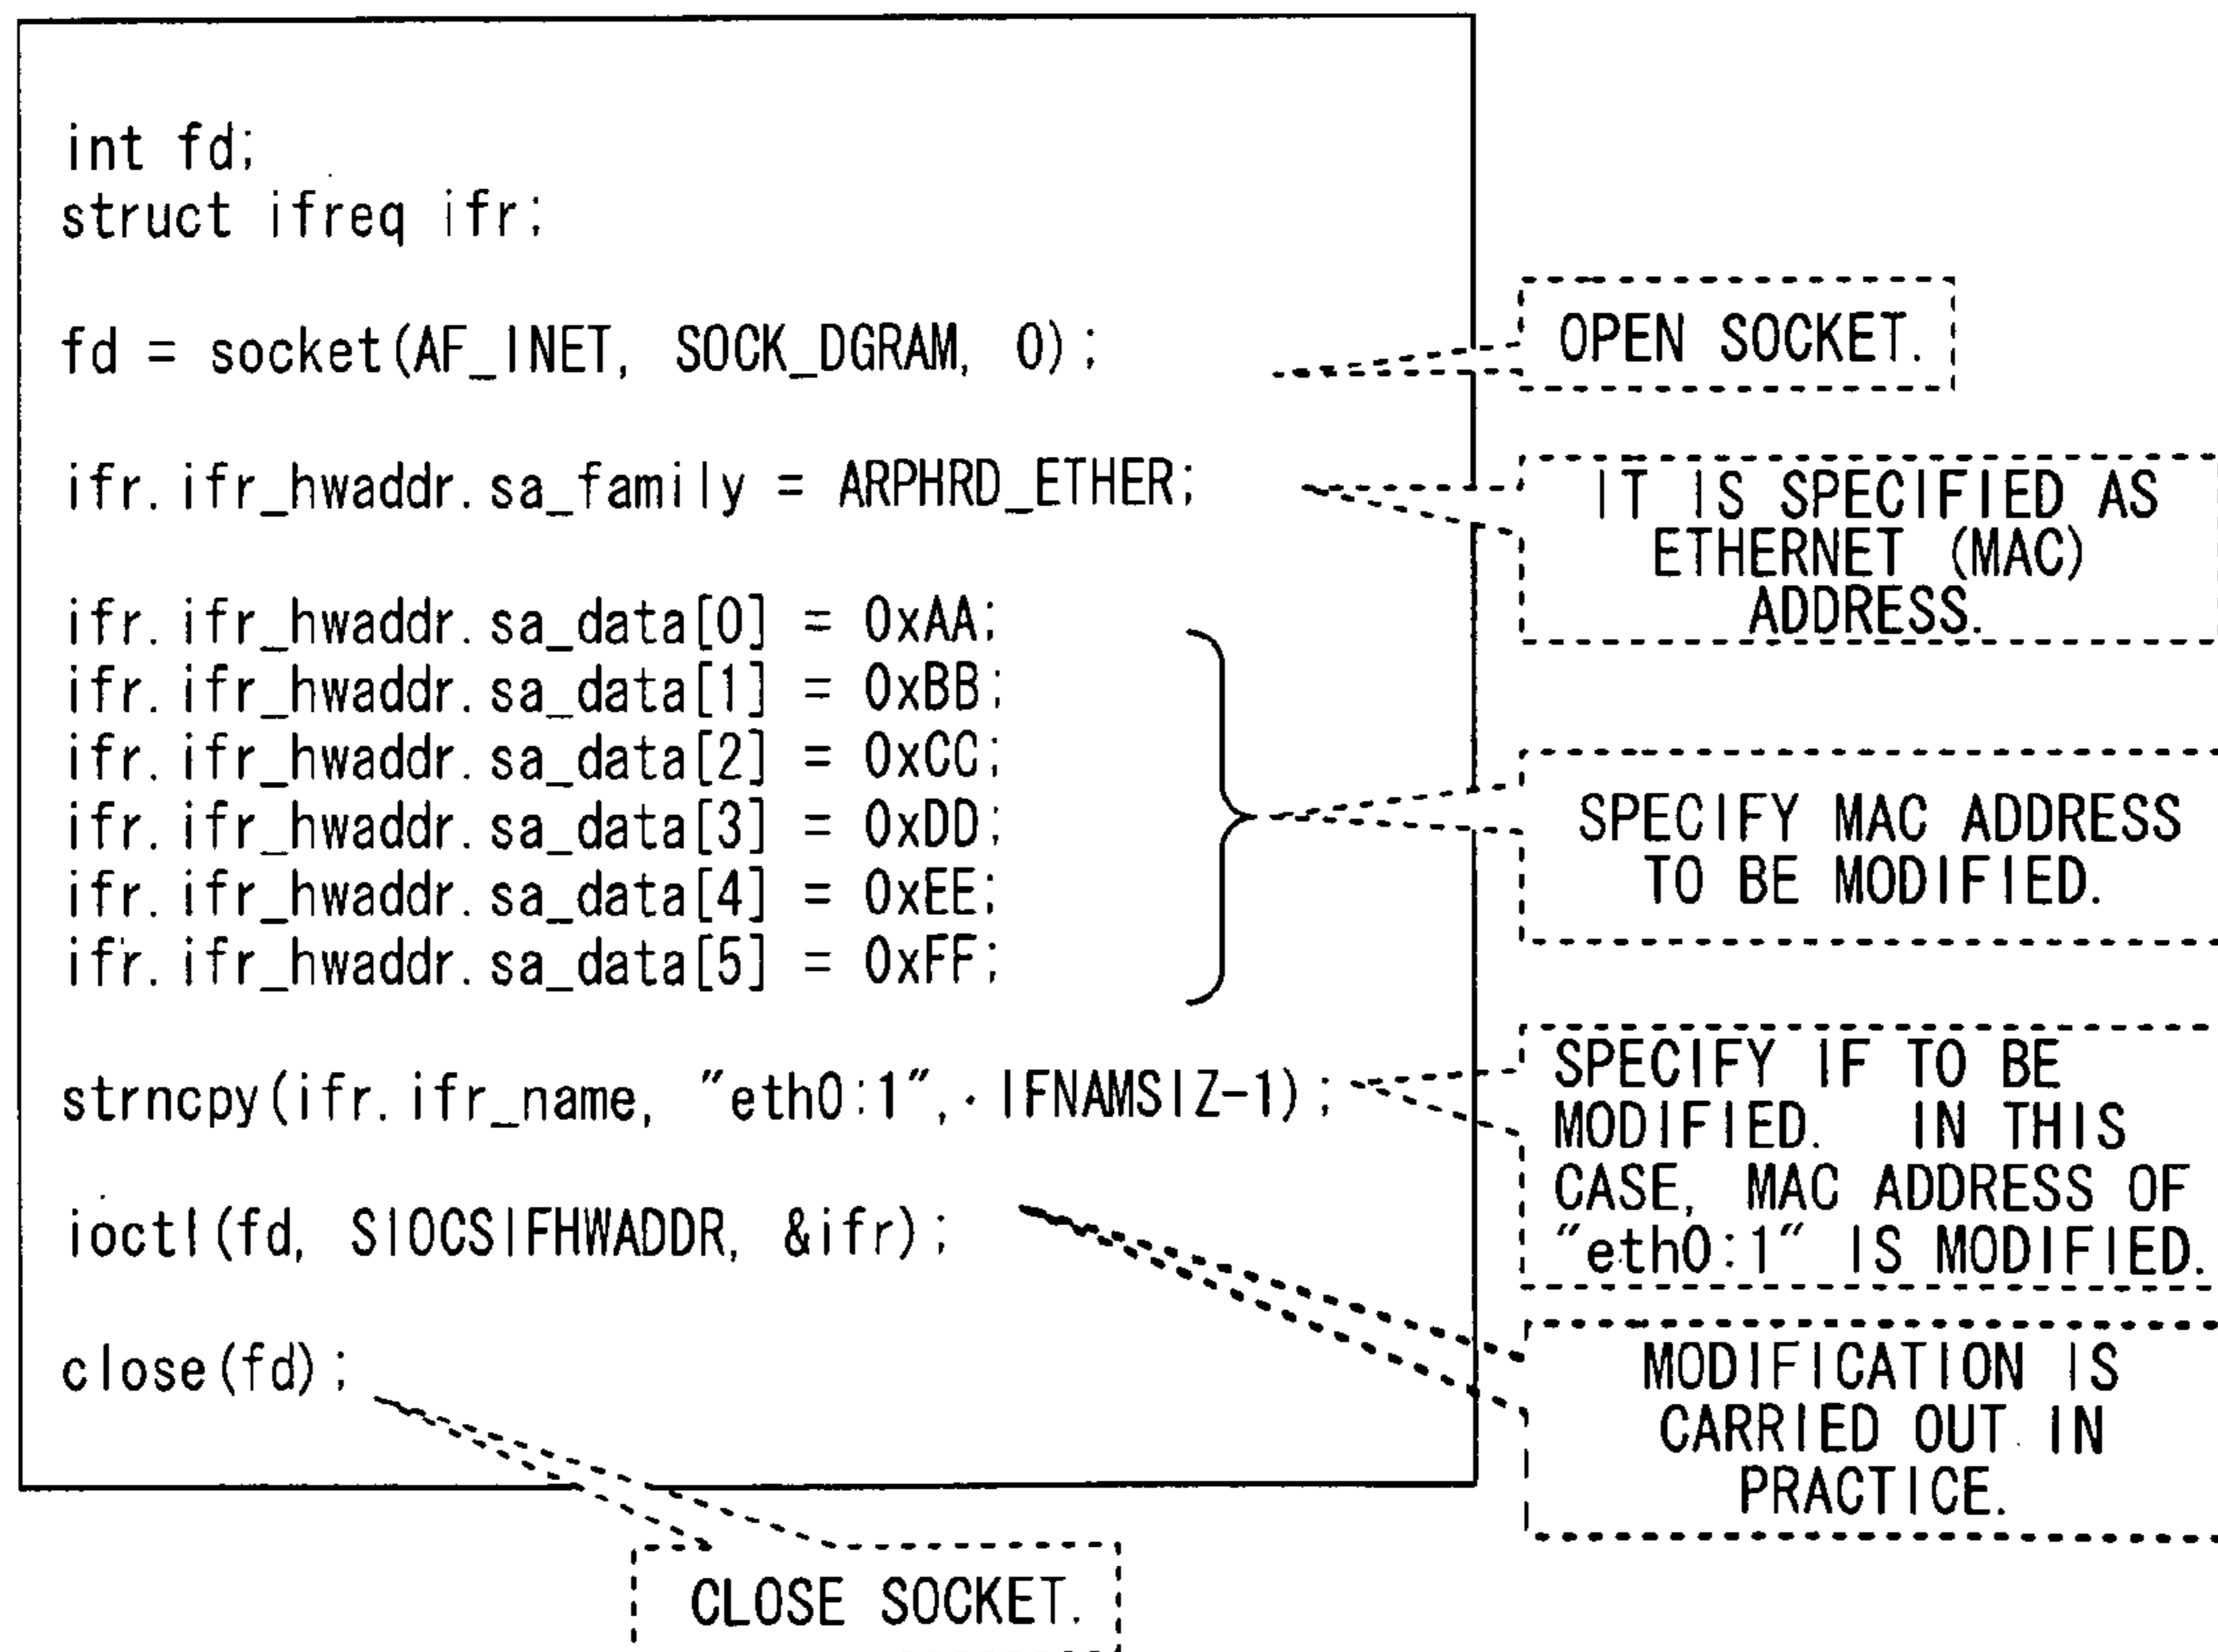 int fd;
struct ifreq ifr;
fd = socket(AF_INET, SOCK_DGRAM, 0);
ifr.ifr_hwaddr.sa_family = ARPHRD_ETHER;
ifr.ifr_hwaddr.sa_data[0] = 0xAA;
ifr.ifr_hwaddr.sa_data[1] = 0xBB;
ifr.ifr_hwaddr.sa_data[2] = 0xCC;
ifr.ifr_hwaddr.sa_data[3] = 0xDD;
ifr.ifr_hwaddr.sa_data[4] = 0xEE;
ifr.ifr_hwaddr.sa_data[5] = 0xFF;
strncpy(ifr.ifr_name, "eth0:1", IFNAMSIZ-1);
ioctl(fd, SIOCSIFHWADDR, &ifr);
close(fd);
OPEN SOCKET.
IT IS SPECIFIED AS
ETHERNET (MAC)
ADDRESS.
SPECIFY MAC ADDRESS
TO BE MODIFIED.
SPECIFY IF TO BE
MODIFIED. IN THIS
CASE, MAC ADDRESS OF
"eth0:1" IS MODIFIED.
MODIFICATION IS
CARRIED OUT IN
PRACTICE.
CLOSE SOCKET.